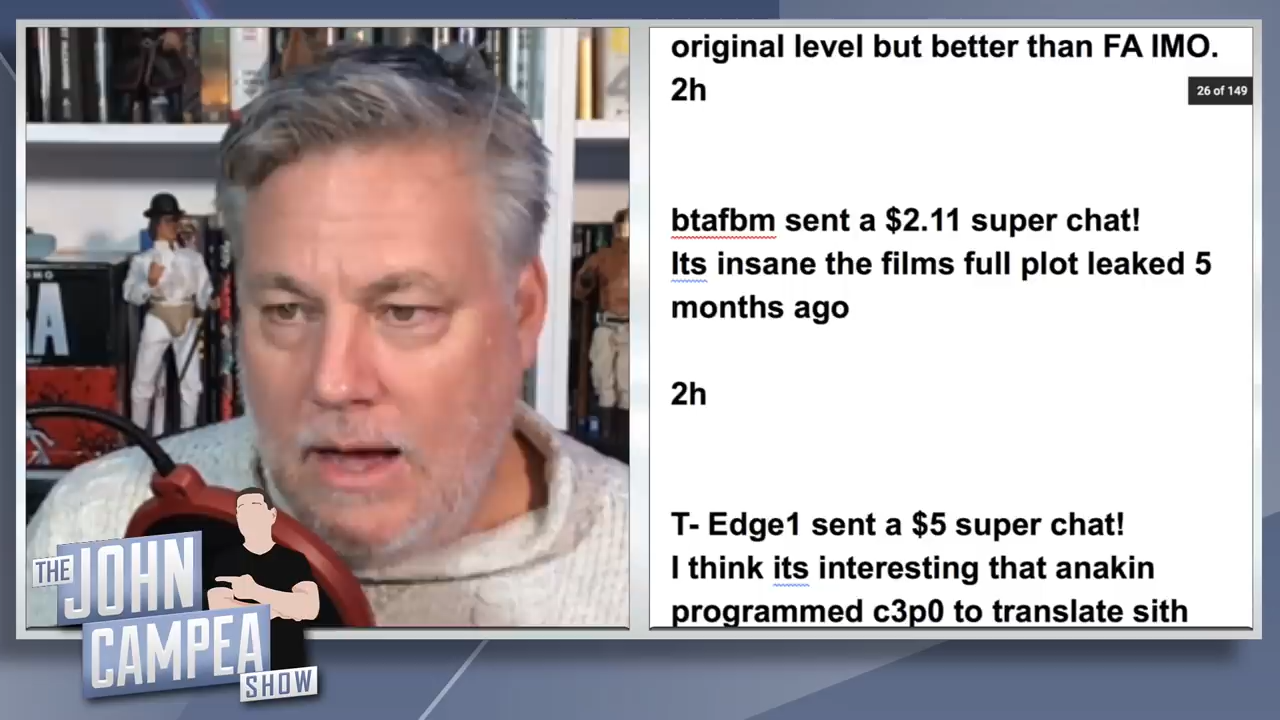 original level but better than FA IMO.
2h
26 of 149
btafbm sent a $2.11 super chat!
Its insane the films full plot leaked 5
months ago
2h
T- Edge1 sent a $5 super chat!
I think its interesting that anakin
programmed c3p0 to translate sith
THE
JOHN
CAMPEA
SHOW